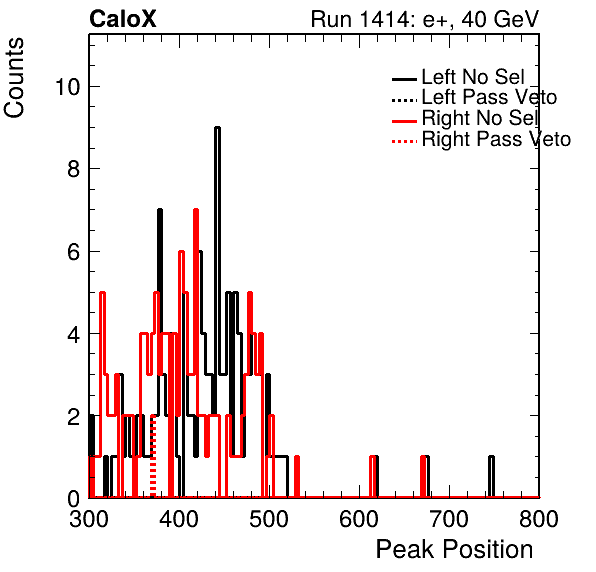 CaloX Run 1414: e+, 40 GeV
Counts
Left No Sel
Left Pass Veto
Right No Sel
Right Pass Veto
10
8
6
4
2
0
300 400 500 600 700 800
Peak Position